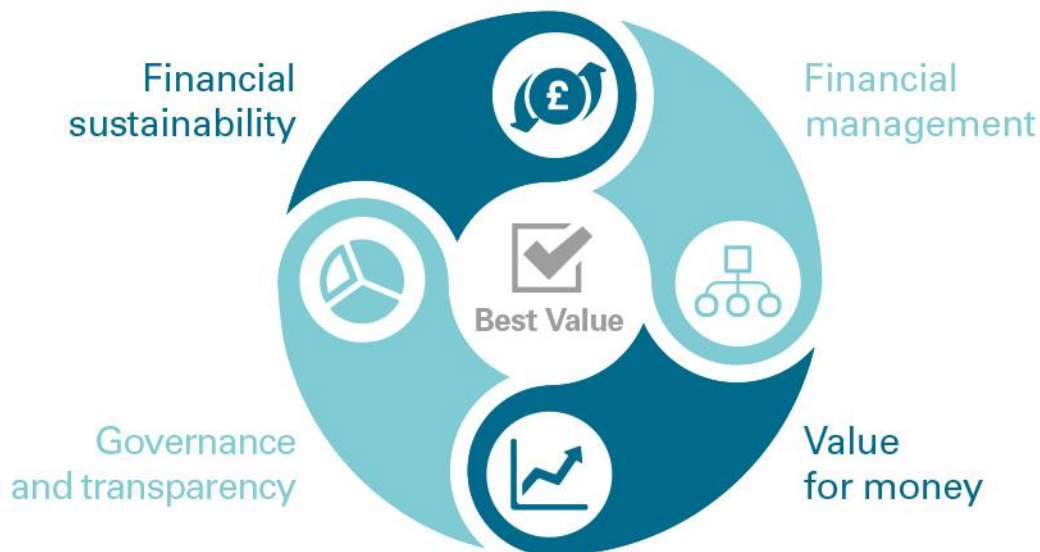 Financial
sustainability
Financial
management
£
Best Value
Governance
and transparency
Value
for money